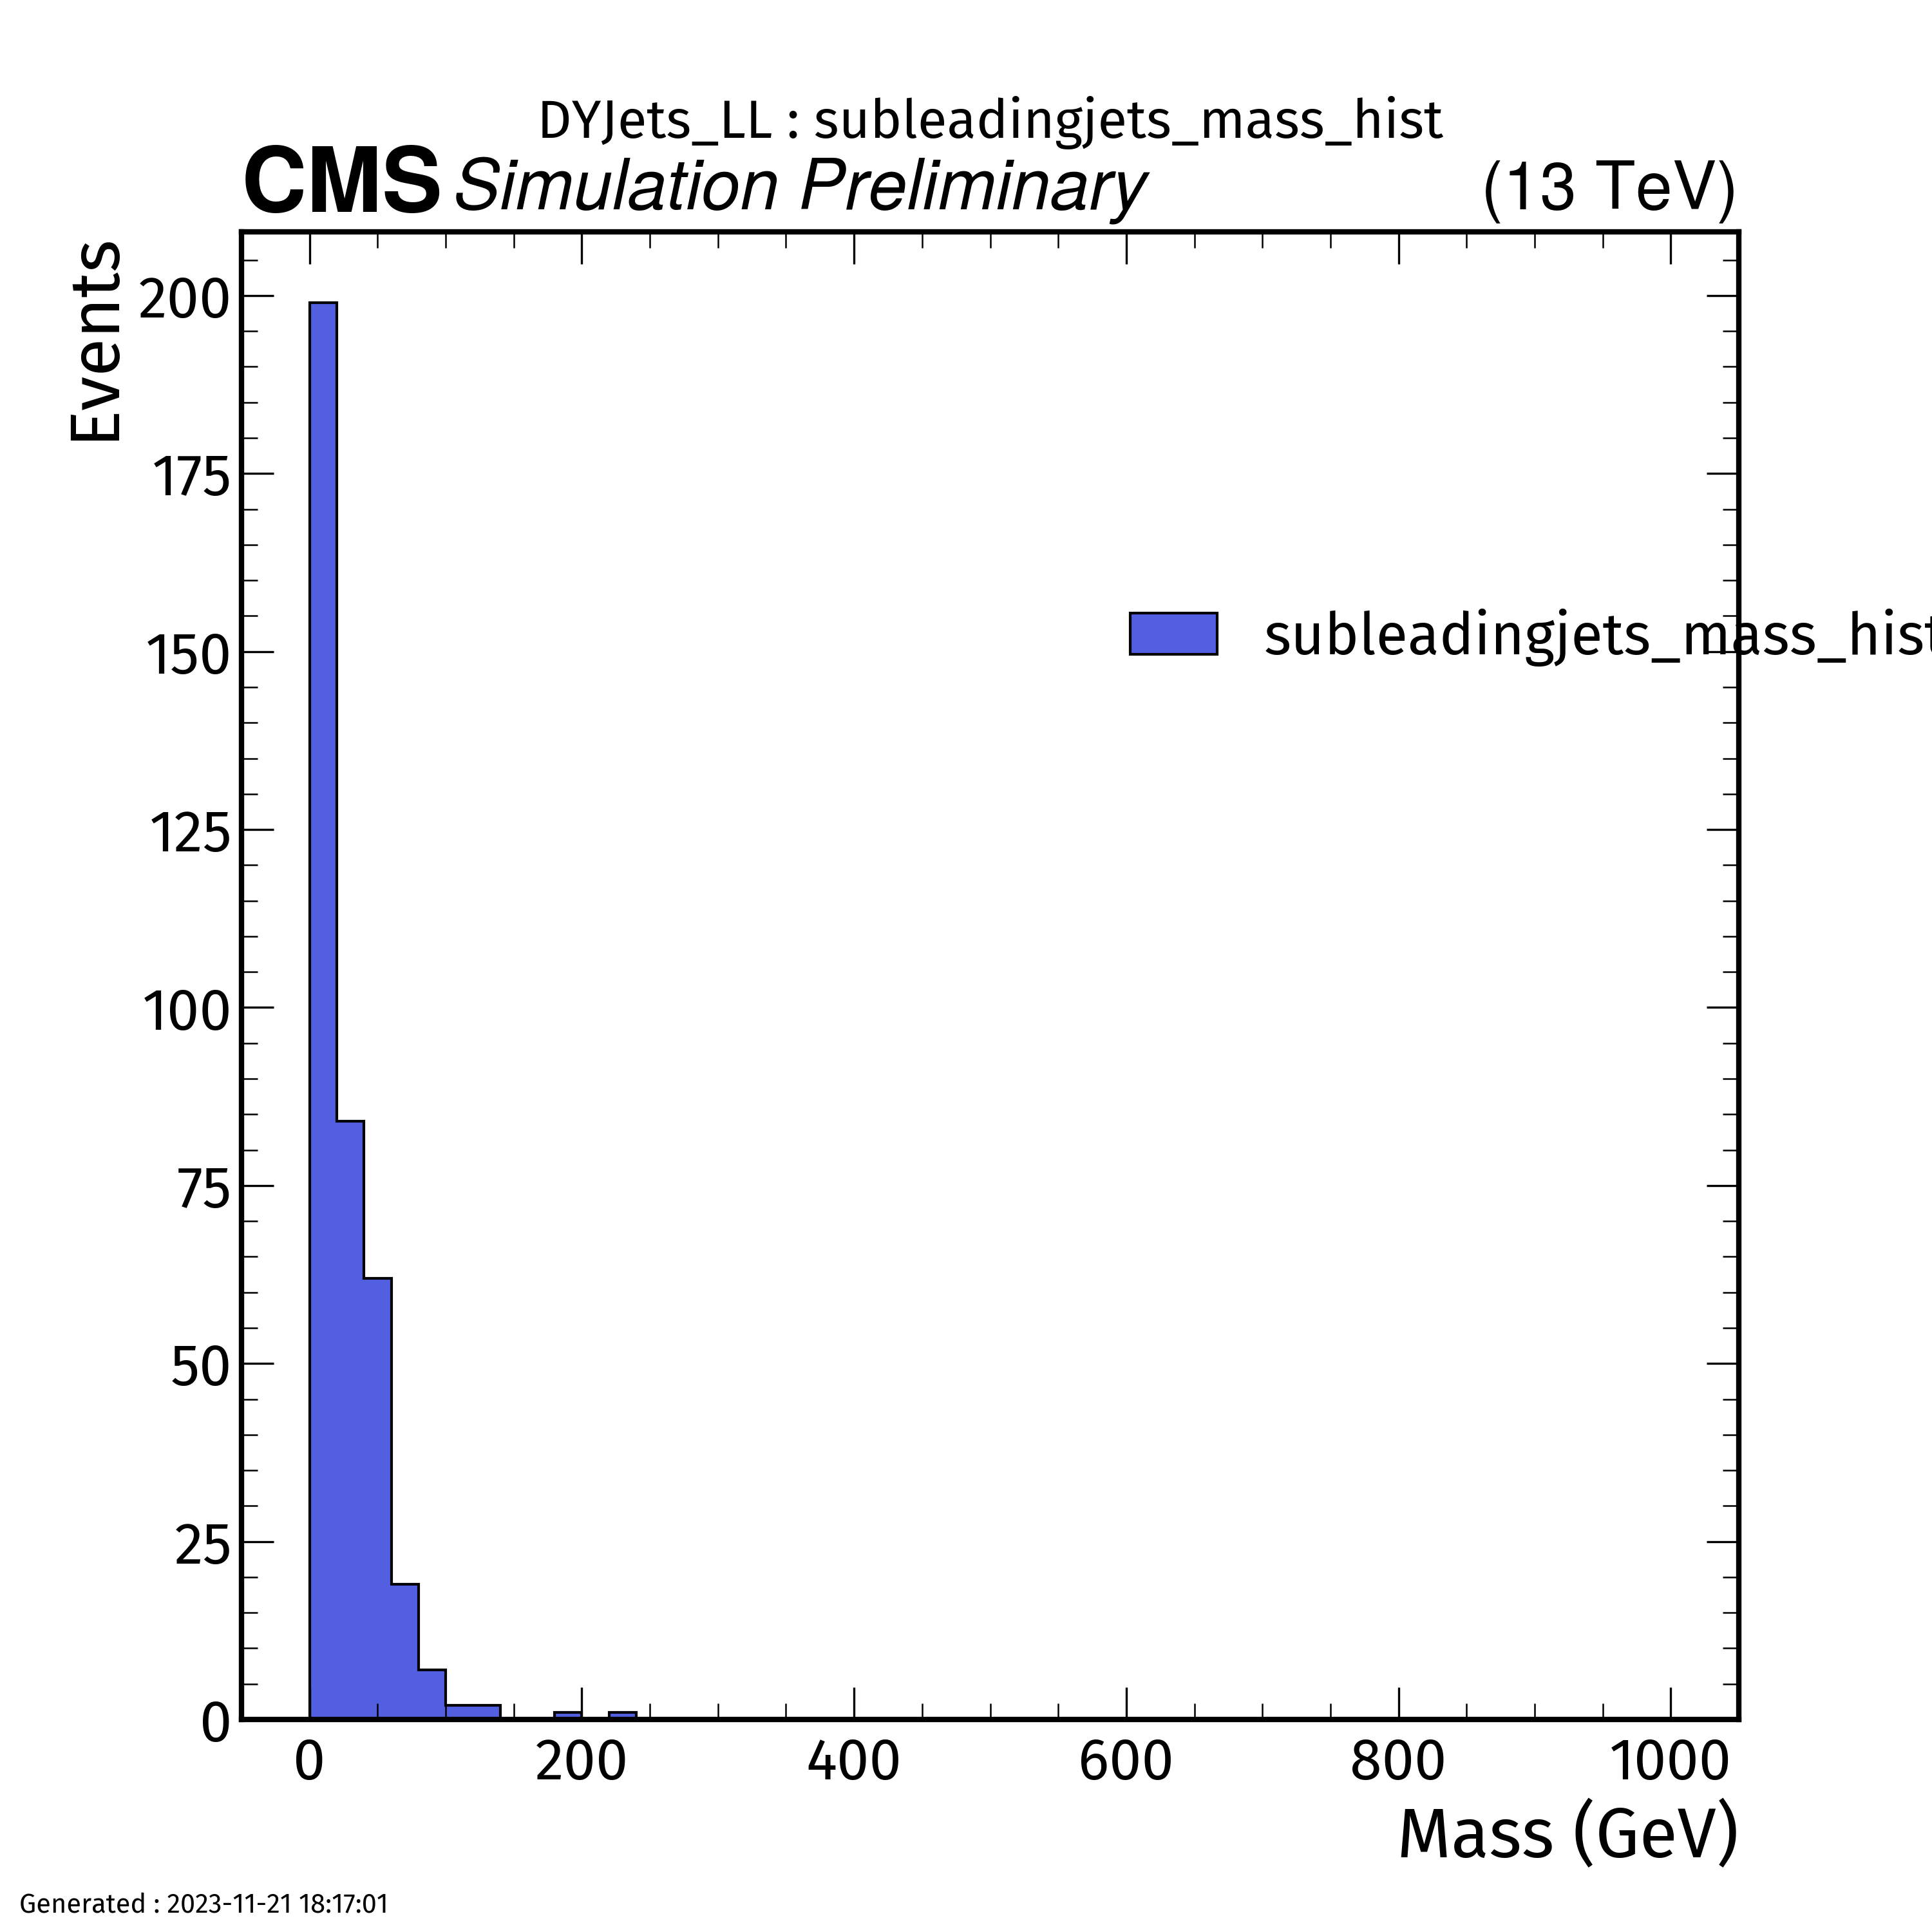 DYJets_LL : subleadingjets_mass_hist
CMS Simulation Preliminary (13 TeV)
Events
200
175
150
125
100
75
50
25
0
subleadingjets_mass_hist
0 200 400 600 800 1000
Mass (GeV)
Generated : 2023-11-21 18:17:01